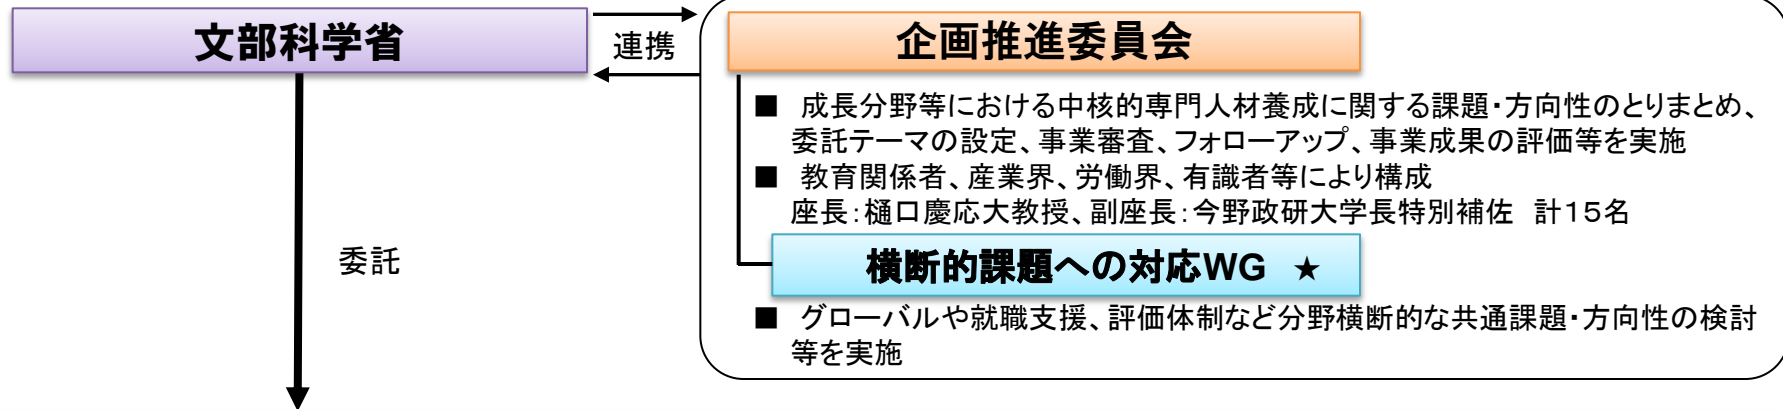 文部科学省
連携
企画推進委員会
■ 成長分野等における中核的専門人材養成に関する課題・方向性のとりまとめ、
委託テーマの設定、事業審査、フォローアップ、事業成果の評価等を実施
■ 教育関係者、産業界、労働界、有識者等により構成
座長：樋口慶応大教授、副座長：今野政研大学長特別補佐 計１５名
委託
横断的課題への対応WG ★
■ グローバルや就職支援、評価体制など分野横断的な共通課題・方向性の検討
等を実施